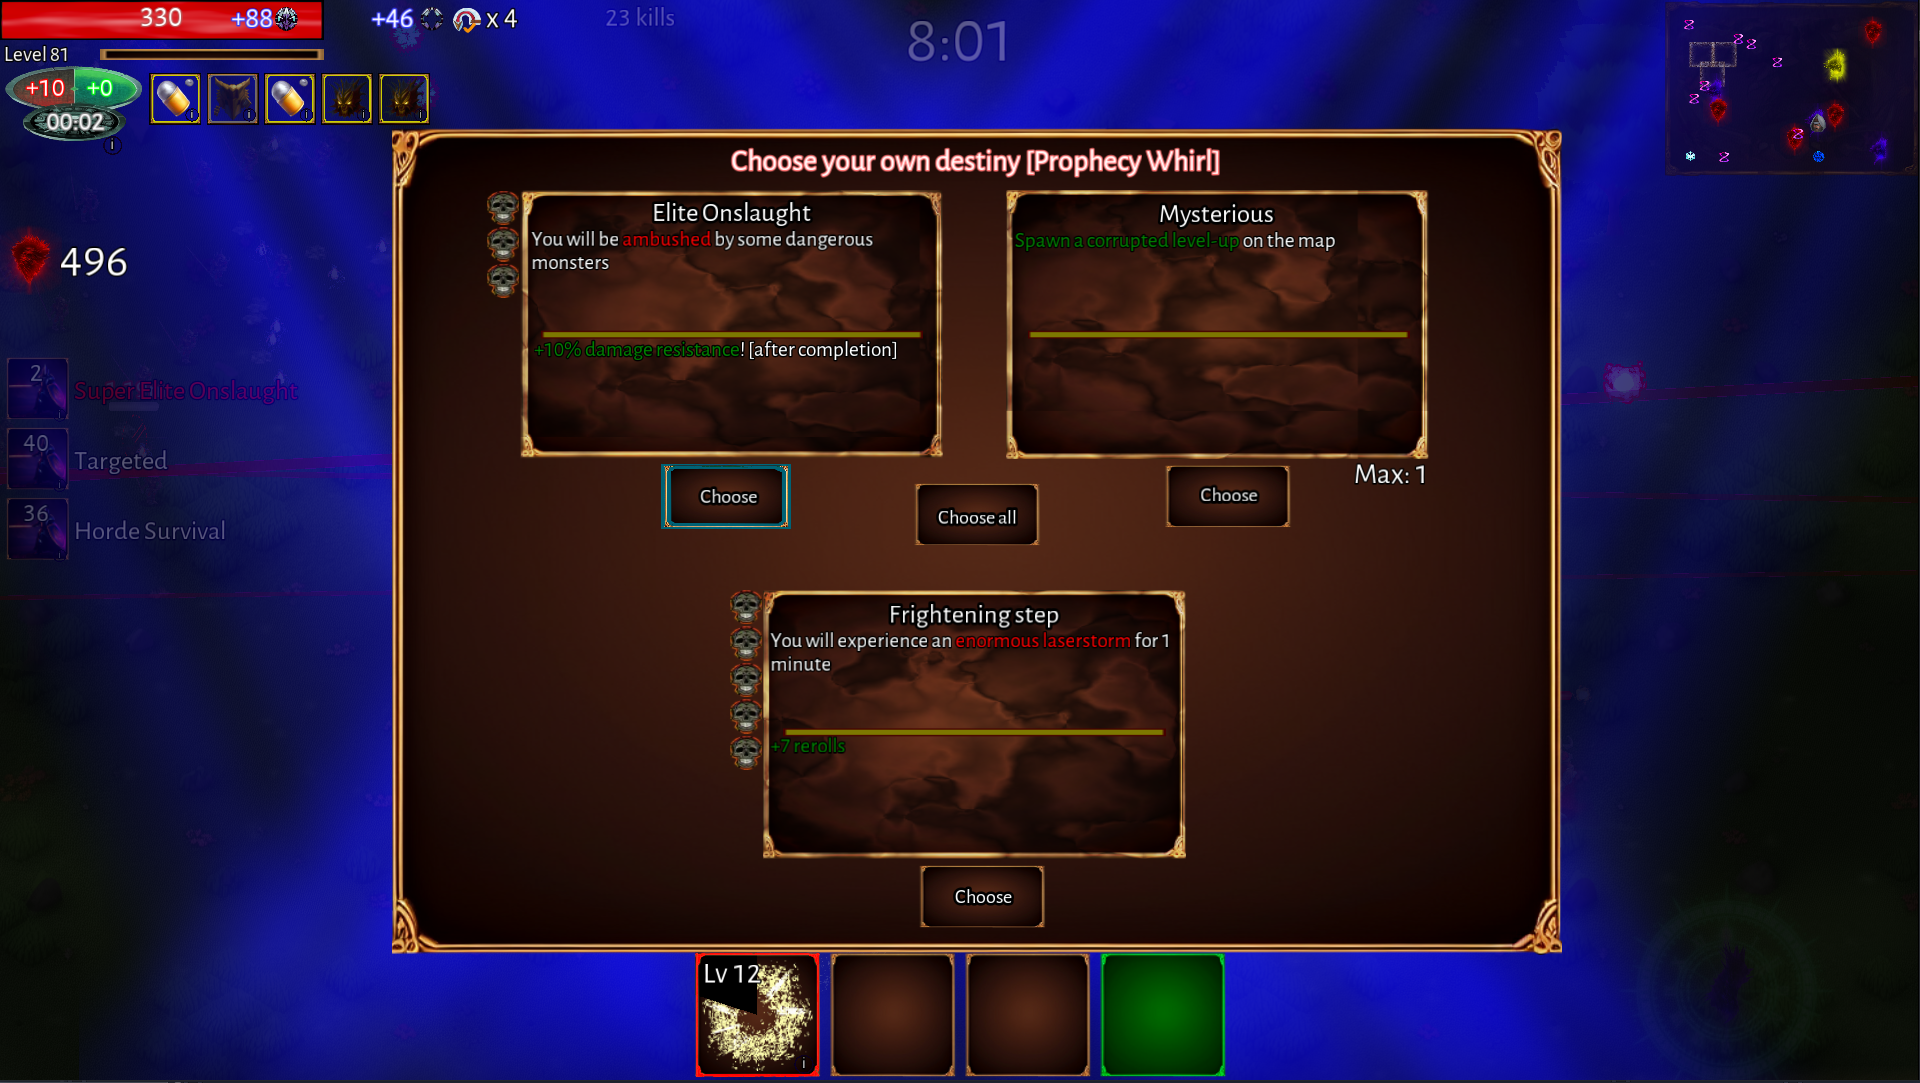 330
+88
+46
x 4
23 kills
8:01
Level 81
+10
+0
00:02
496
2
Super Elite Onslaught
40
Targeted
36
Horde Survival
Choose your own destiny [Prophecy Whirl]
Elite Onslaught
You will be ambushed by some dangerous
monsters
+10% damage resistance! [after completion]
Choose
Mysterious
Spawn a corrupted level-up on the map
Max: 1
Choose
Choose all
Frightening step
You will experience an enormous laserstorm for 1
minute
+7 rerolls
Choose
Lv 12